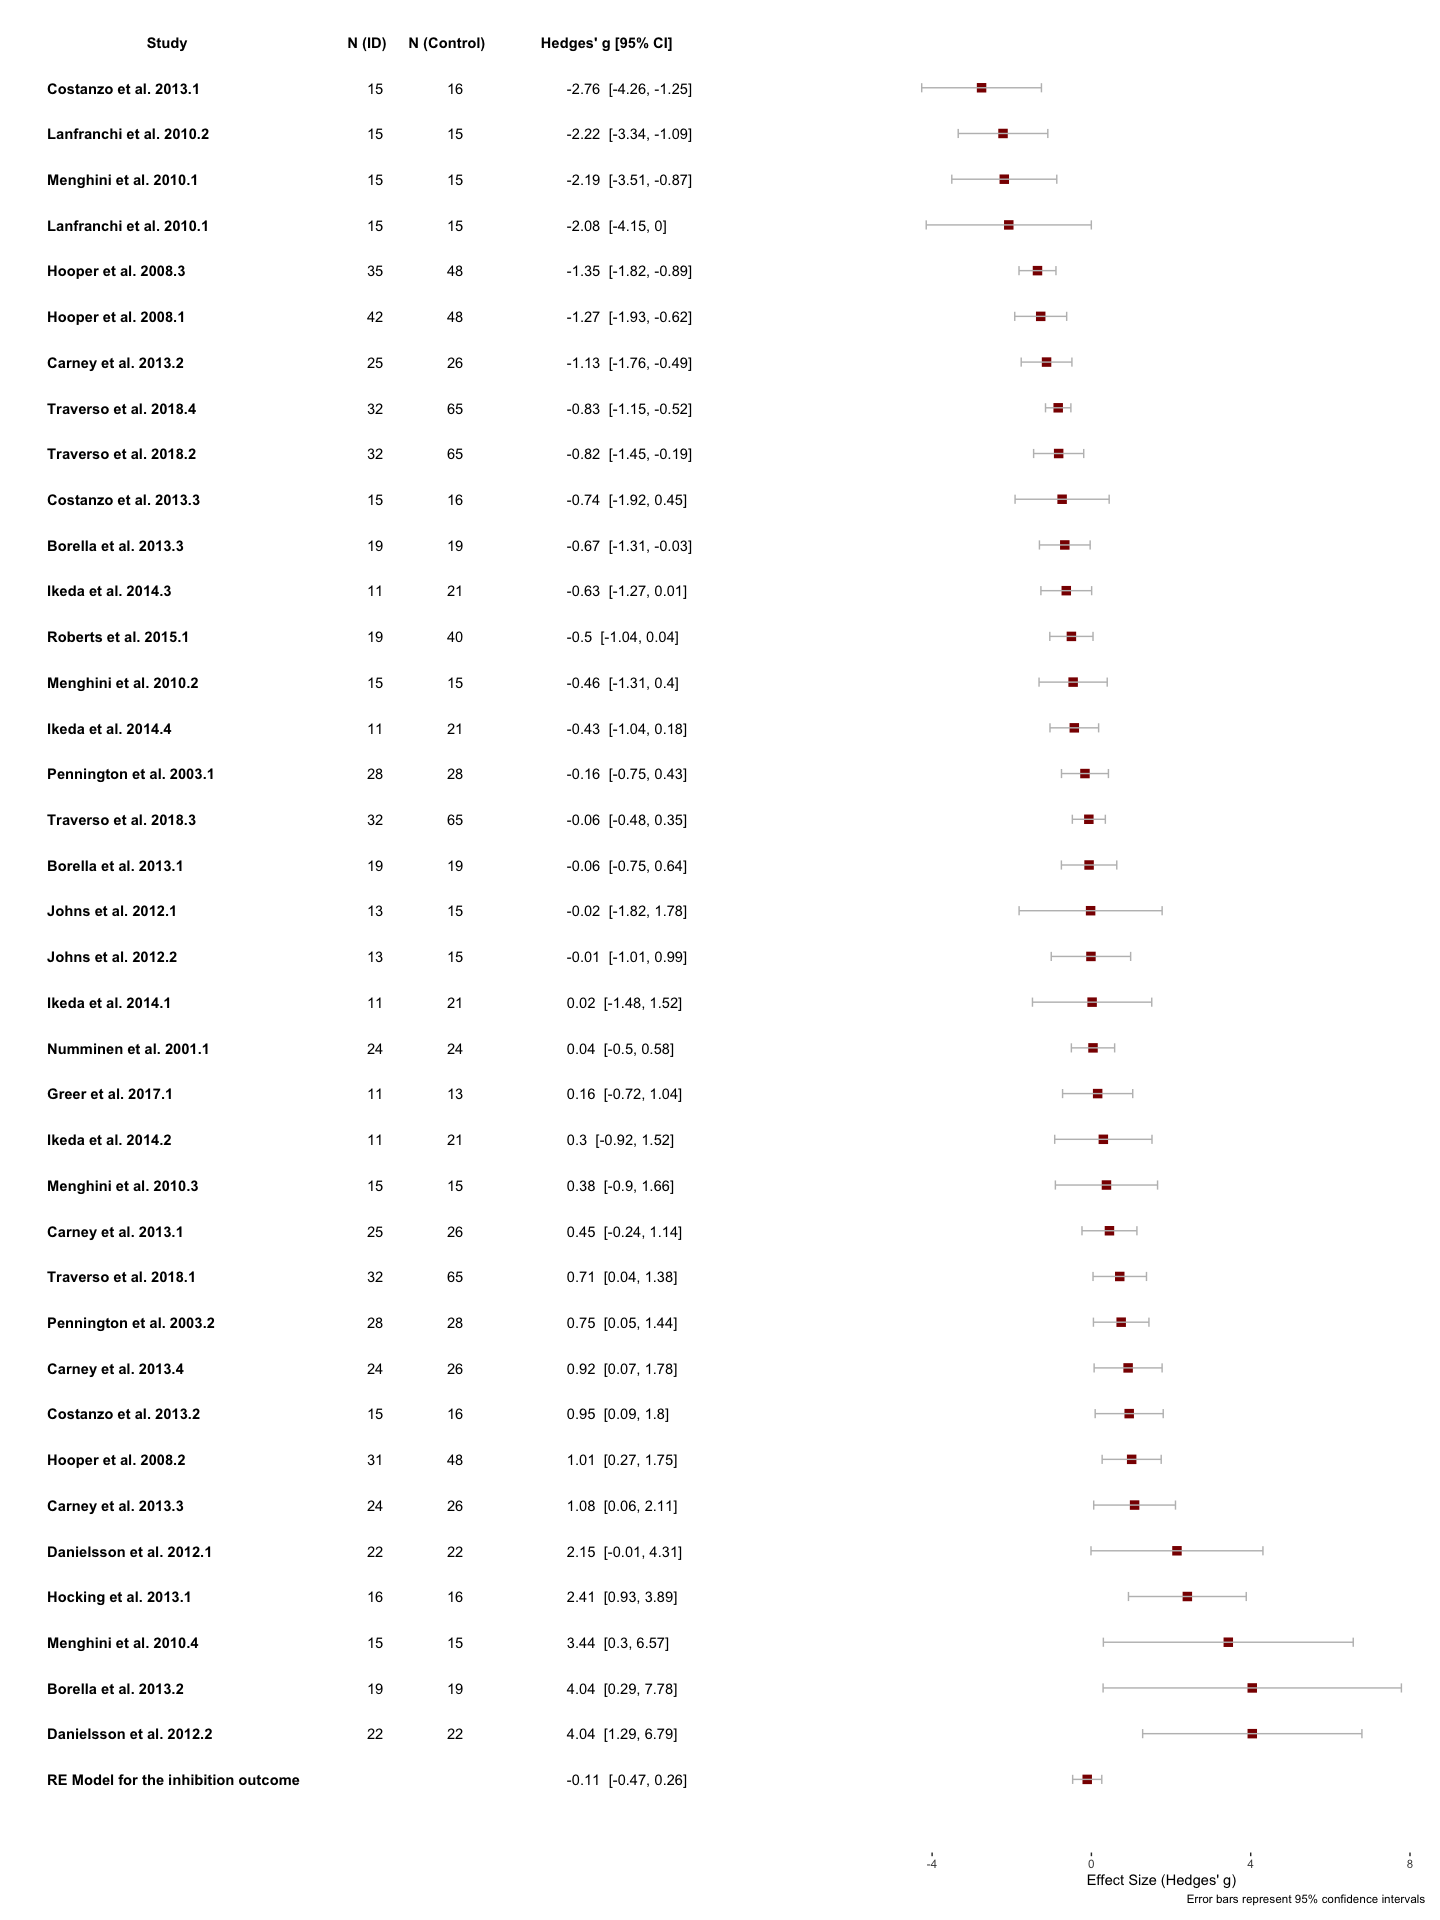 Study N (ID) N (Control) Hedges' g [95% CI]
Costanzo et al. 2013.1 15 16 -2.76 [-4.26, -1.25]
Lanfranchi et al. 2010.2 15 15 -2.22 [-3.34, -1.09]
Menghini et al. 2010.1 15 15 -2.19 [-3.51, -0.87]
Lanfranchi et al. 2010.1 15 15 -2.08 [-4.15, 0]
Hooper et al. 2008.3 35 48 -1.35 [-1.82, -0.89]
Hooper et al. 2008.1 42 48 -1.27 [-1.93, -0.62]
Carney et al. 2013.2 25 26 -1.13 [-1.76, -0.49]
Traverso et al. 2018.4 32 65 -0.83 [-1.15, -0.52]
Traverso et al. 2018.2 32 65 -0.82 [-1.45, -0.19]
Costanzo et al. 2013.3 15 16 -0.74 [-1.92, 0.45]
Borella et al. 2013.3 19 19 -0.67 [-1.31, -0.03]
Ikeda et al. 2014.3 11 21 -0.63 [-1.27, 0.01]
Roberts et al. 2015.1 19 40 -0.5 [-1.04, 0.04]
Menghini et al. 2010.2 15 15 -0.46 [-1.31, 0.4]
Ikeda et al. 2014.4 11 21 -0.43 [-1.04, 0.18]
Pennington et al. 2003.1 28 28 -0.16 [-0.75, 0.43]
Traverso et al. 2018.3 32 65 -0.06 [-0.48, 0.35]
Borella et al. 2013.1 19 19 -0.06 [-0.75, 0.64]
Johns et al. 2012.1 13 15 -0.02 [-1.82, 1.78]
Johns et al. 2012.2 13 15 -0.01 [-1.01, 0.99]
Ikeda et al. 2014.1 11 21 0.02 [-1.48, 1.52]
Numminen et al. 2001.1 24 24 0.04 [-0.5, 0.58]
Greer et al. 2017.1 11 13 0.16 [-0.72, 1.04]
Ikeda et al. 2014.2 11 21 0.3 [-0.92, 1.52]
Menghini et al. 2010.3 15 15 0.38 [-0.9, 1.66]
Carney et al. 2013.1 25 26 0.45 [-0.24, 1.14]
Traverso et al. 2018.1 32 65 0.71 [0.04, 1.38]
Pennington et al. 2003.2 28 28 0.75 [0.05, 1.44]
Carney et al. 2013.4 24 26 0.92 [0.07, 1.78]
Costanzo et al. 2013.2 15 16 0.95 [0.09, 1.8]
Hooper et al. 2008.2 31 48 1.01 [0.27, 1.75]
Carney et al. 2013.3 24 26 1.08 [0.06, 2.11]
Danielsson et al. 2012.1 22 22 2.15 [-0.01, 4.31]
Hocking et al. 2013.1 16 16 2.41 [0.93, 3.89]
Menghini et al. 2010.4 15 15 3.44 [0.3, 6.57]
Borella et al. 2013.2 19 19 4.04 [0.29, 7.78]
Danielsson et al. 2012.2 22 22 4.04 [1.29, 6.79]
RE Model for the inhibition outcome -0.11 [-0.47, 0.26]
-4 0 4 8
Effect Size (Hedges' g)
Error bars represent 95% confidence intervals